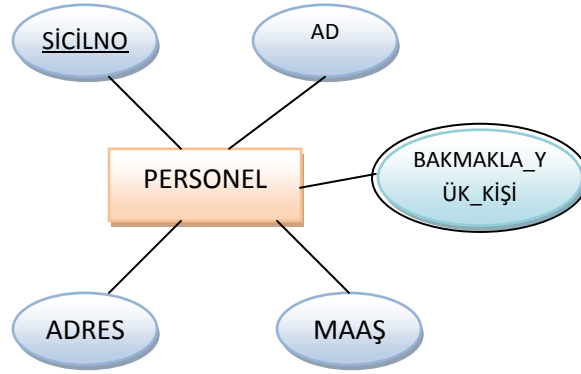 SİCİLNO
AD
PERSONEL
BAKMAKLA_Y
ÜK_KİŞİ
ADRES
MAAŞ